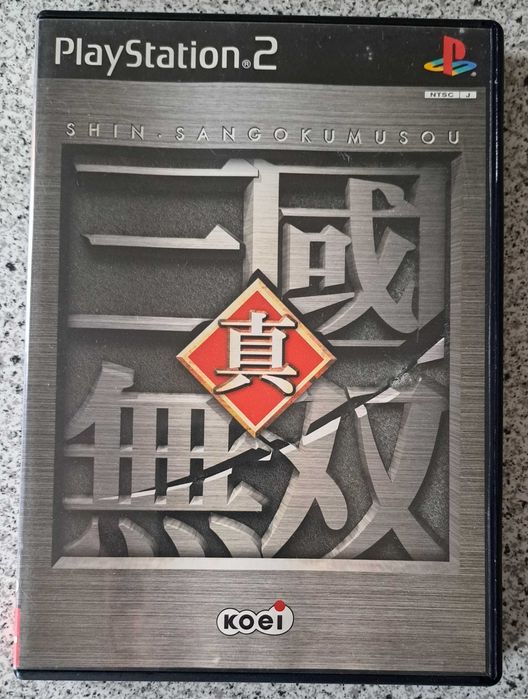 PlayStation®2
NTSC J
SHIN・SANGOKUMUSOU
三國
真
無双
KOEI